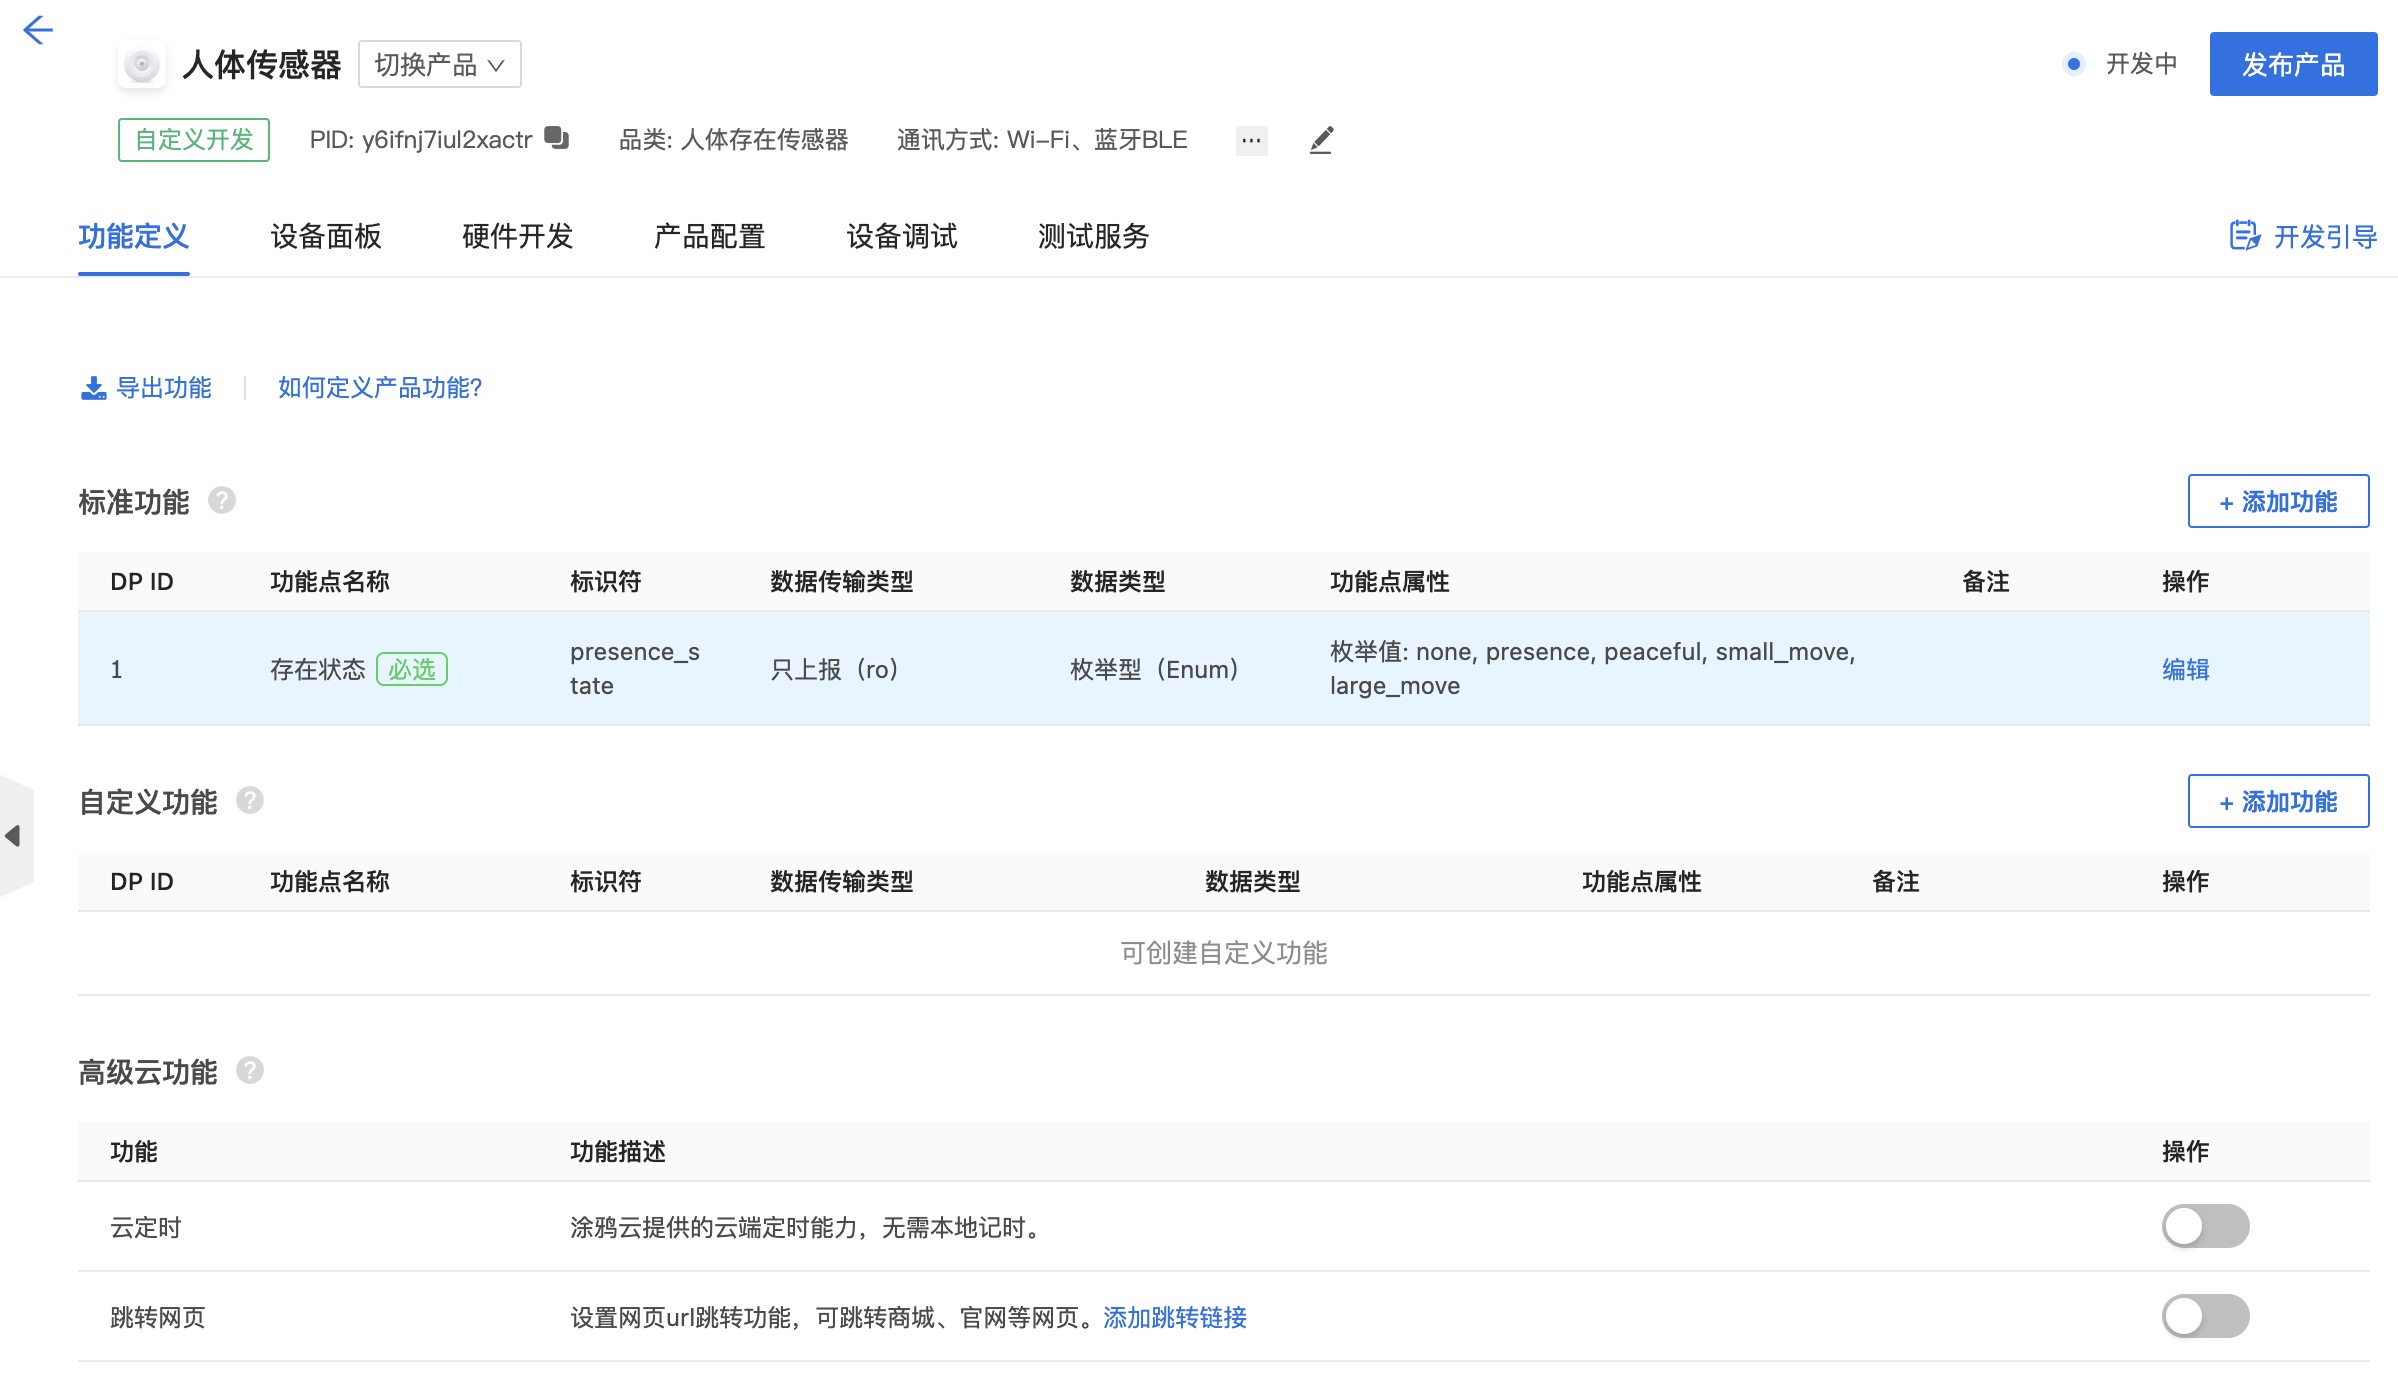 人体传感器 切换产品 开发中 发布产品
自定义开发 PID: y6ifnj7iul2xactr 品类: 人体存在传感器 通讯方式: Wi-Fi、蓝牙BLE ...
功能定义 设备面板 硬件开发 产品配置 设备调试 测试服务 开发引导
导出功能 如何定义产品功能?
标准功能 ? + 添加功能
DP ID 功能点名称 标识符 数据传输类型 数据类型 功能点属性 备注 操作
1 存在状态 必选 presence_s
tate 只上报（ro） 枚举型（Enum） 枚举值: none, presence, peaceful, small_move,
large_move 编辑
自定义功能 ? + 添加功能
DP ID 功能点名称 标识符 数据传输类型 数据类型 功能点属性 备注 操作
可创建自定义功能
高级云功能 ?
功能 功能描述 操作
云定时 涂鸦云提供的云端定时能力，无需本地记时。
跳转网页 设置网页url跳转功能，可跳转商城、官网等网页。添加跳转链接